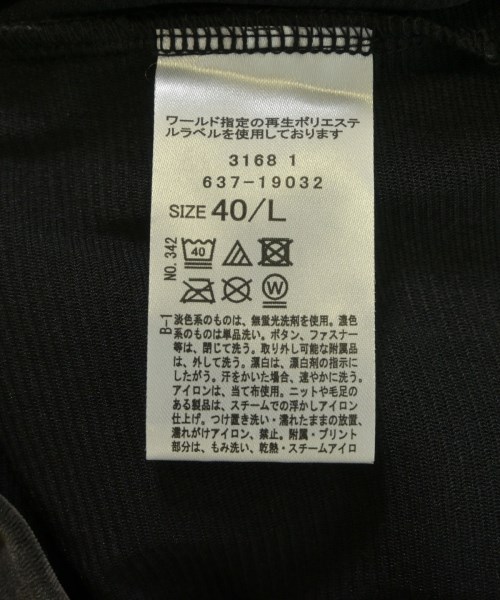 ワールド指定の再生ポリエステ
ルラベルを使用しております
3168 1
637-19032
SIZE 40/L
NO. 342
40
W
B-1
淡色系のものは、無蛍光洗剤を使用。濃色
系のものは単品洗い。ボタン、ファスナー
等は、閉じて洗う。取り外し可能な附属品
は、外して洗う。漂白は、漂白剤の指示に
したがう。汗をかいた場合、速やかに洗う。
アイロンは、当て布使用。ニットや毛足の
ある製品は、スチームでの浮かしアイロン
仕上げ。つけ置き洗い・濡れたままの放置、
濡れがけアイロン、禁止。附属・プリント
部分は、もみ洗い、乾熱・スチームアイロ